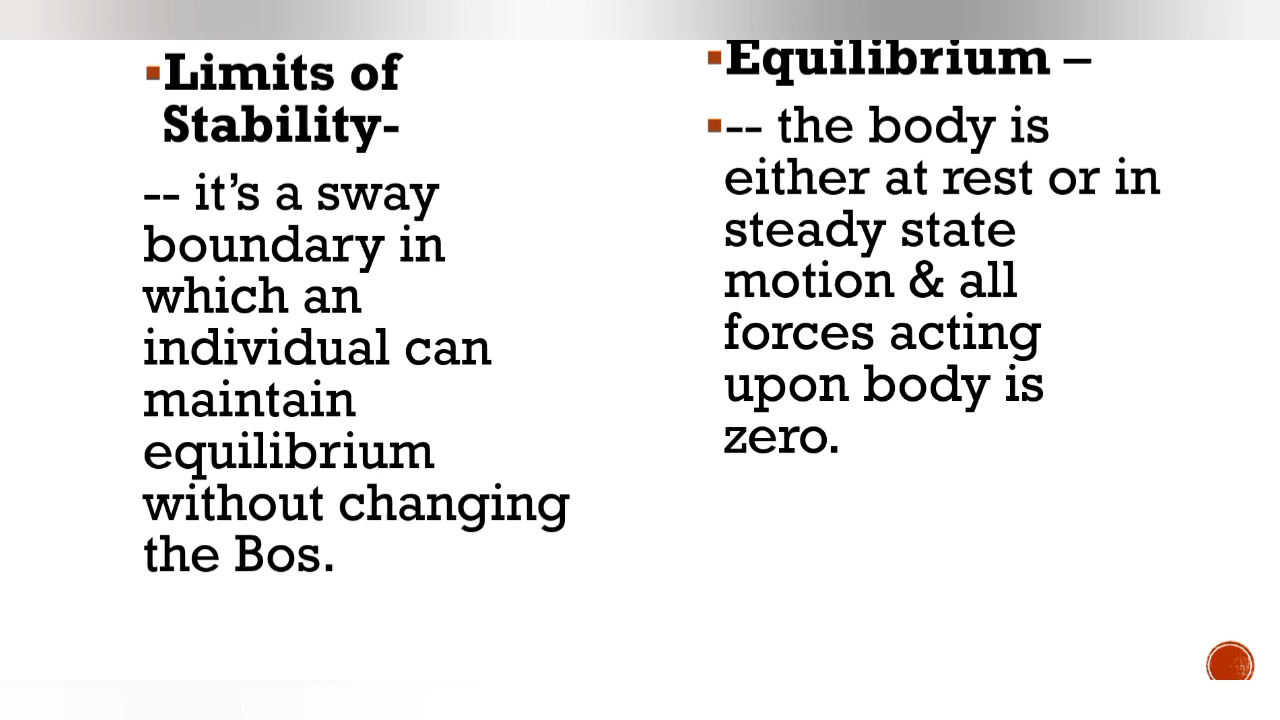 ▪Limits of
Stability-
-- it’s a sway
boundary in
which an
individual can
maintain
equilibrium
without changing
the Bos.
▪Equilibrium –
▪-- the body is
either at rest or in
steady state
motion & all
forces acting
upon body is
zero.